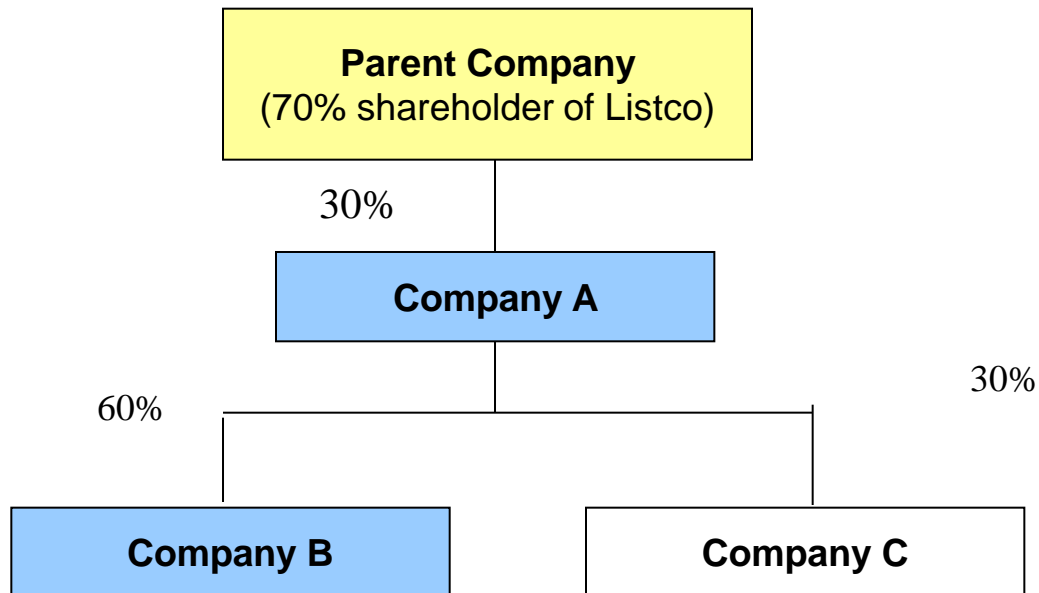 Parent Company
(70% shareholder of Listco)
30%
Company A
60%
30%
Company B
Company C